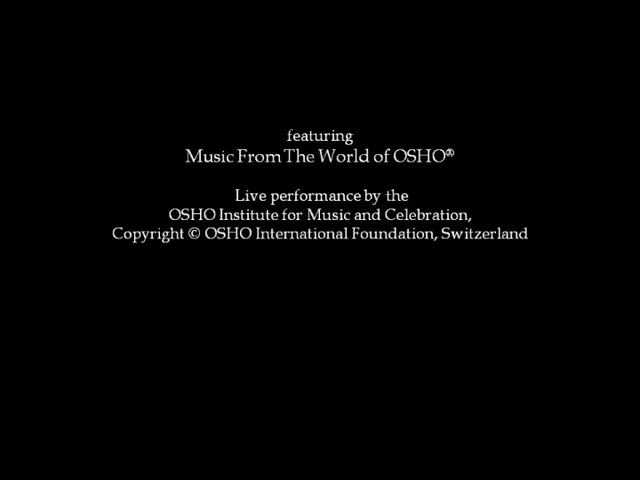 featuring
Music From The World of OSHO®
Live performance by the
OSHO Institute for Music and Celebration,
Copyright © OSHO International Foundation, Switzerland